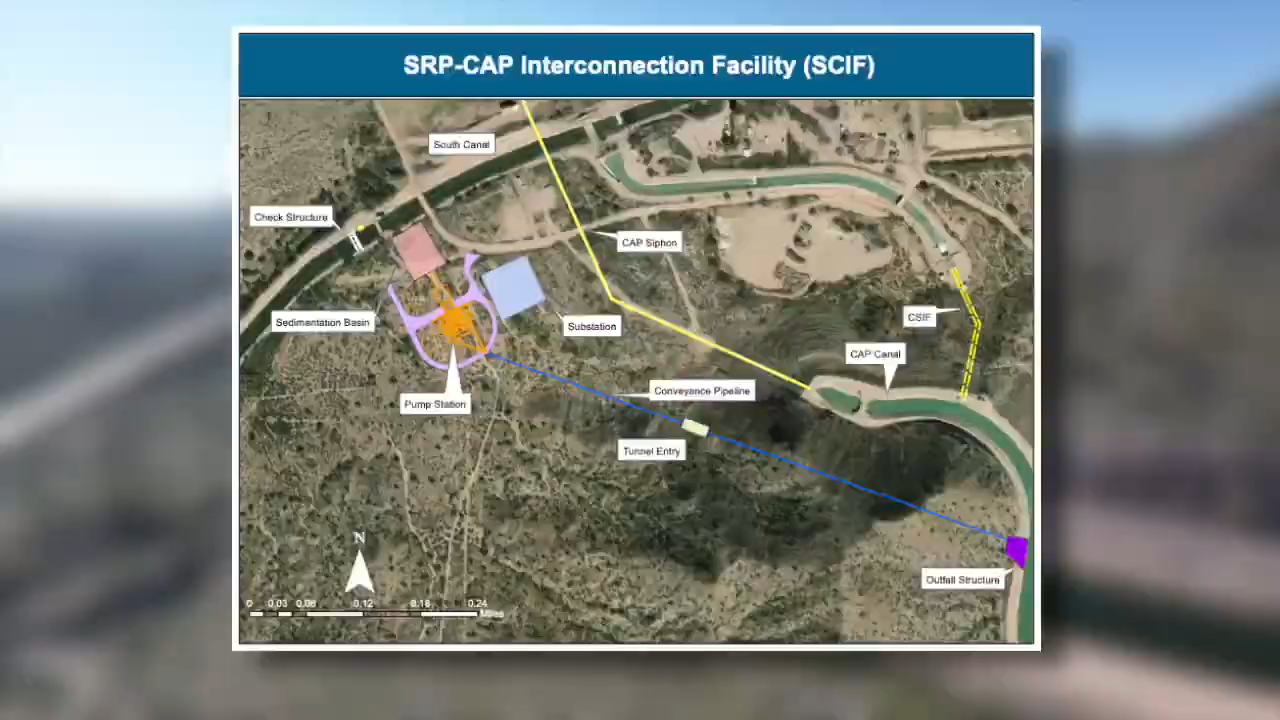 SRP-CAP Interconnection Facility (SCIF)
South Canal
Check Structure
CAP Siphon
CSIF
Sedimentation Basin
Substation
CAP Canal
Conveyance Pipeline
Pump Station
Tunnel Entry
N
Outfall Structure
0 0.03 0.06 0.12 0.18 0.24
Miles